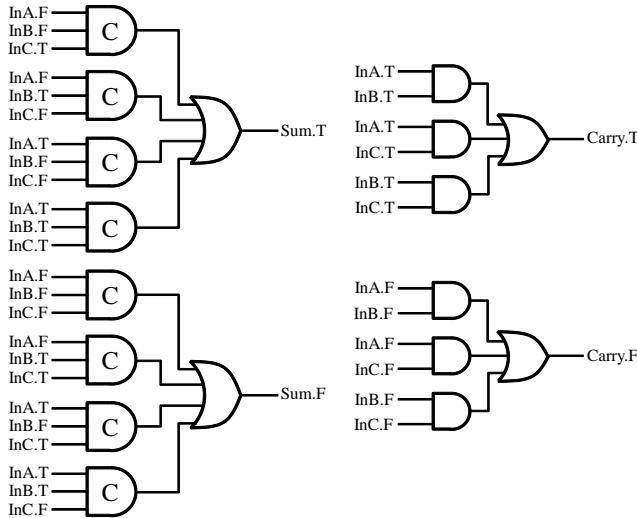 InA.F
InB.F
InC.T
C
InA.F
InB.T
InC.F
C
InA.T
InB.F
InC.F
C
InA.T
InB.T
InC.T
C
Sum.T
InA.F
InB.F
InC.F
C
InA.F
InB.T
InC.T
C
InA.T
InB.F
InC.T
C
InA.T
InB.T
InC.F
C
Sum.F
InA.T
InB.T
InA.T
InC.T
InB.T
InC.T
Carry.T
InA.F
InB.F
InA.F
InC.F
InB.F
InC.F
Carry.F